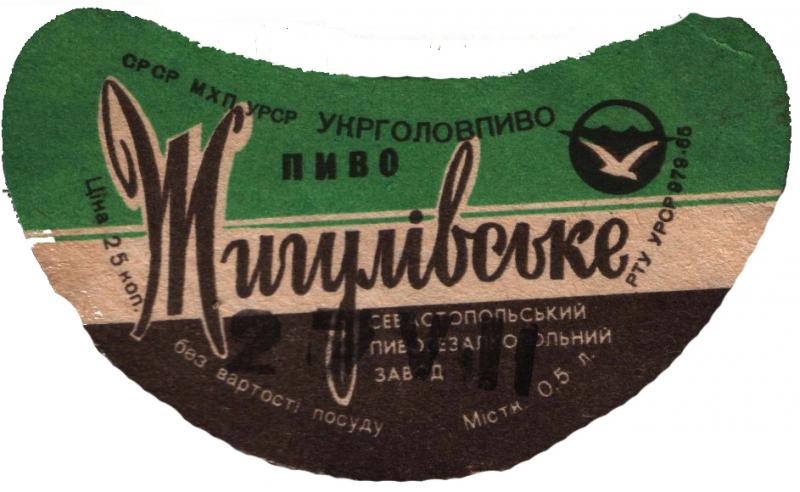 СРСР МХП УРСР УКРГОЛОВПИВО
ПИВО
Жигулівське
Ціна 25 коп.
РТУ УРСР 979-65
СЕВАСТОПОЛЬСЬКИЙ
ПИВОБЕЗАЛКОГОЛЬНИЙ
ЗАВОД
без вартості посуду
Містк. 0,5 л.